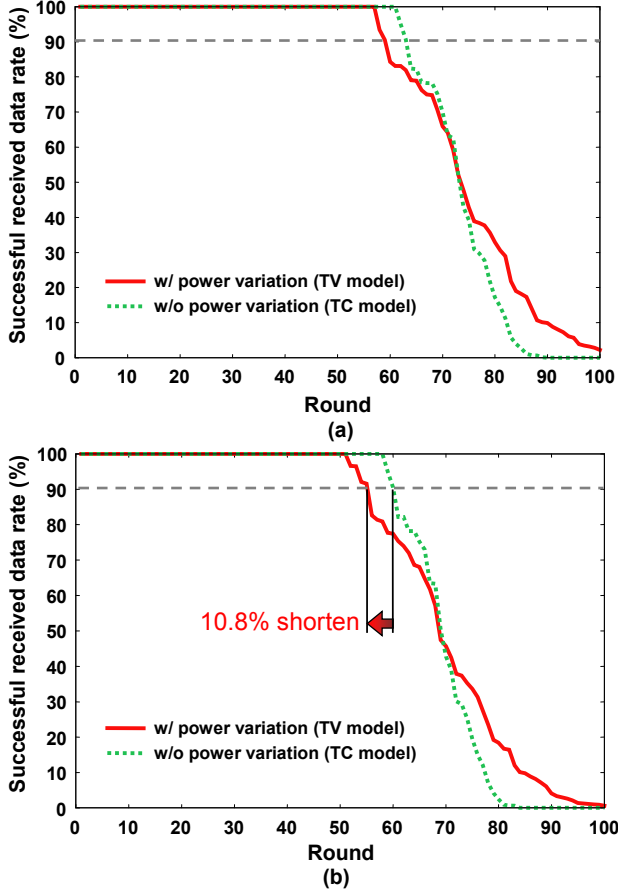 Successful received data rate (%)
100
90
80
70
60
50
40
30
20
10
0
w/ power variation (TV model)
w/o power variation (TC model)
0 10 20 30 40 50 60 70 80 90 100
Round
(a)
Successful received data rate (%)
100
90
80
70
60
50
40
30
20
10
0
10.8% shorten
w/ power variation (TV model)
w/o power variation (TC model)
0 10 20 30 40 50 60 70 80 90 100
Round
(b)